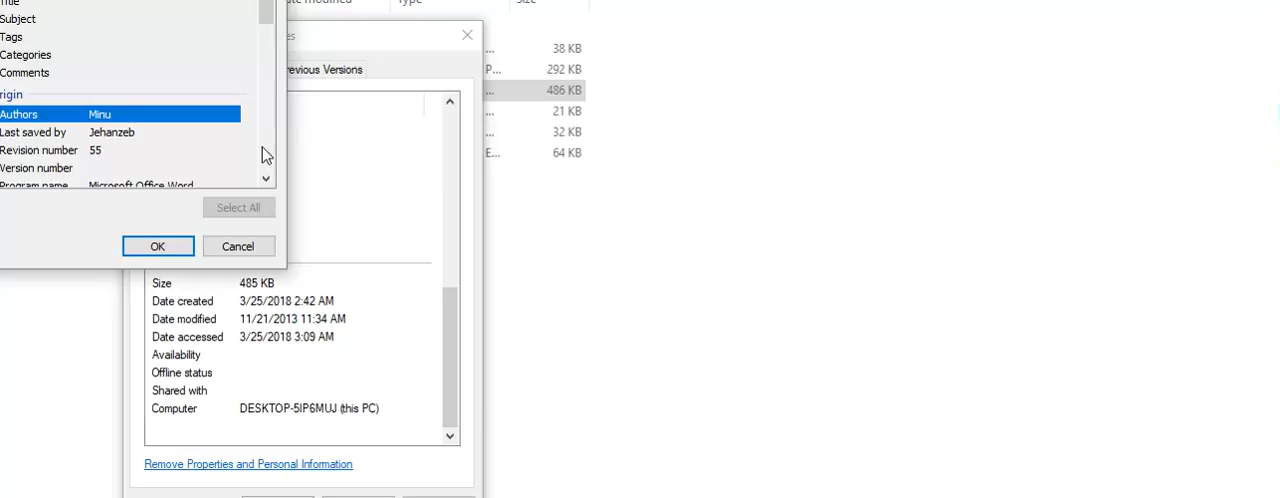 Title
Subject
Tags
Categories
Comments
rigin
Authors Minu
Last saved by Jehanzeb
Revision number 55
Version number
Program name Microsoft Office Word
Select All
OK Cancel
es
revious Versions
Size 485 KB
Date created 3/25/2018 2:42 AM
Date modified 11/21/2013 11:34 AM
Date accessed 3/25/2018 3:09 AM
Availability
Offline status
Shared with
Computer DESKTOP-5IP6MUJ (this PC)
Remove Properties and Personal Information
te modified Type Size
... 38 KB
P... 292 KB
... 486 KB
... 21 KB
... 32 KB
E... 64 KB